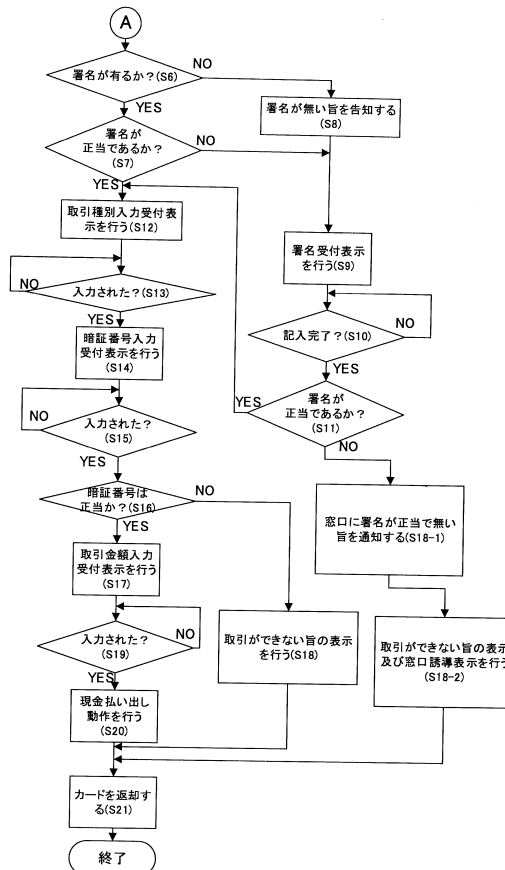 A
署名が有るか？(S6)
NO
YES
署名が無い旨を告知する
(S8)
署名が
正当であるか？
(S7)
NO
YES
取引種別入力受付表
示を行う(S12)
署名受付表示
を行う(S9)
NO
入力された？(S13)
YES
記入完了？(S10)
NO
YES
暗証番号入力
受付表示を行う
(S14)
署名が
正当であるか？
(S11)
YES
NO
NO
入力された？
(S15)
YES
暗証番号は
正当か？(S16)
NO
YES
窓口に署名が正当で無い
旨を通知する(S18-1)
取引金額入力
受付表示を行う
(S17)
入力された？
(S19)
NO
YES
取引ができない旨の表示
を行う(S18)
取引ができない旨の表示
及び窓口誘導表示を行う
(S18-2)
現金払い出し
動作を行う
(S20)
カードを返却す
る(S21)
終了